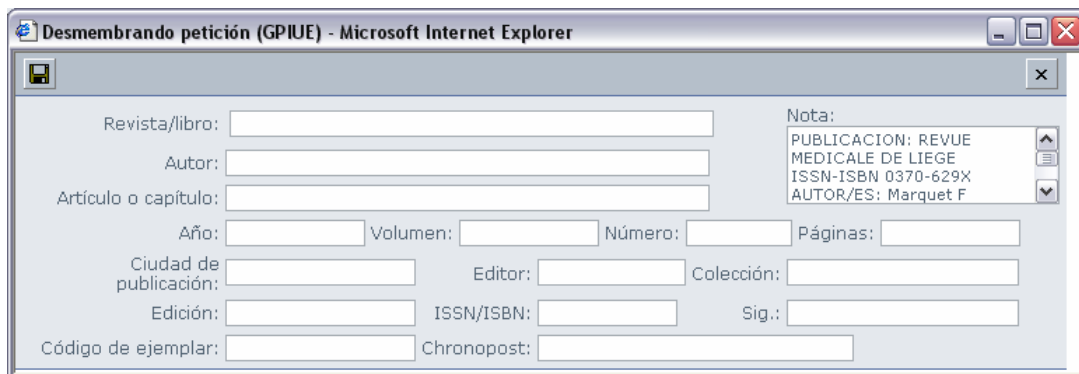 Desmembrando petición (GPIUE) - Microsoft Internet Explorer
Revista/libro:
Nota:
PUBLICACION: REVUE
MEDICALE DE LIEGE
ISSN-ISBN 0370-629X
AUTOR/ES: Marquet F
Autor:
Artículo o capítulo:
Año: Volumen: Número: Páginas:
Ciudad de
publicación: Editor: Colección:
Edición: ISSN/ISBN: Sig.:
Código de ejemplar: Chronopost: